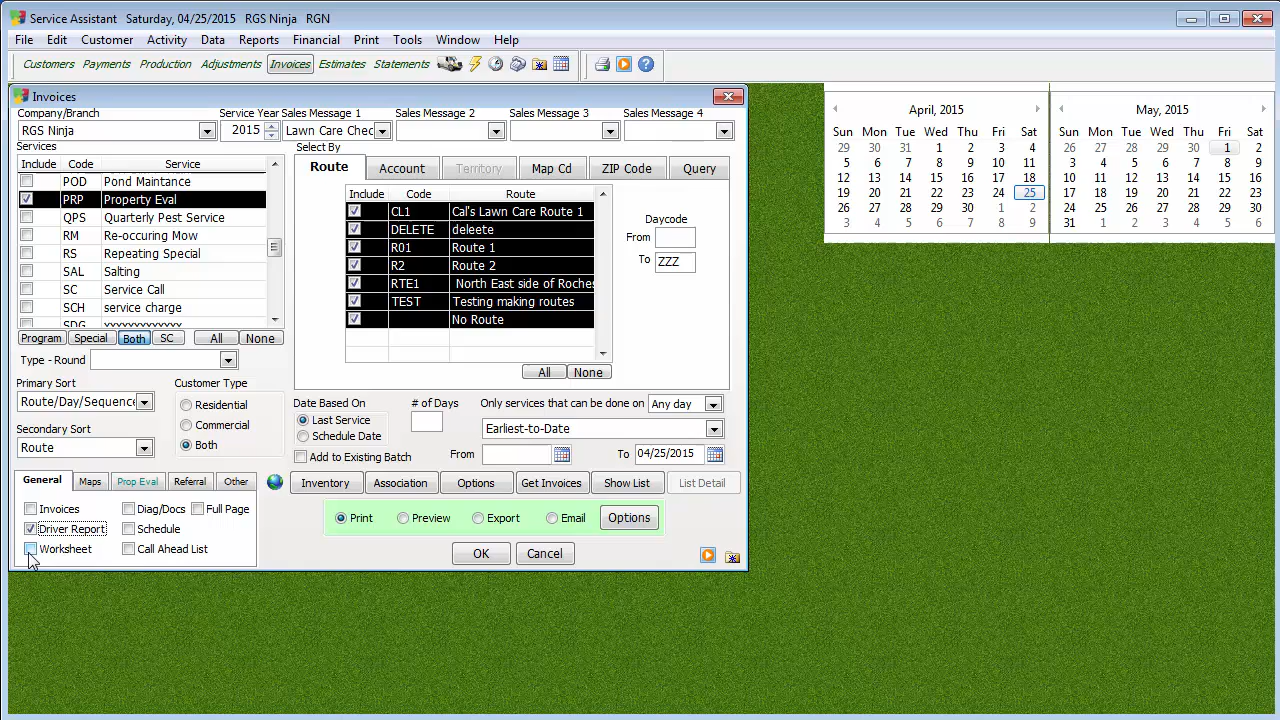 Service Assistant Saturday, 04/25/2015 RGS Ninja RGN
File Edit Customer Activity Data Reports Financial Print Tools Window Help
Customers Payments Production Adjustments Invoices Estimates Statements
Invoices
Company/Branch Service Year Sales Message 1 Sales Message 2 Sales Message 3 Sales Message 4
RGS Ninja 2015 Lawn Care Chec
Services
Include Code Service
POD Pond Maintance
PRP Property Eval
QPS Quarterly Pest Service
RM Re-occuring Mow
RS Repeating Special
SAL Salting
SC Service Call
SCH service charge
SDG xxxxxxxxxxxxx
Program Special Both SC All None
Type - Round
Primary Sort
Route/Day/Sequence
Secondary Sort
Route
Customer Type
Residential
Commercial
Both
Select By
Route Account Territory Map Cd ZIP Code Query
Include Code Route
CL1 Cal's Lawn Care Route 1
DELETE deleete
R01 Route 1
R2 Route 2
RTE1 North East side of Roches
TEST Testing making routes
No Route
All None
Daycode
From
To ZZZ
Date Based On # of Days Only services that can be done on Any day
Last Service
Schedule Date
Earliest-to-Date
Add to Existing Batch
From To 04/25/2015
General Maps Prop Eval Referral Other
Invoices Diag/Docs Full Page
Driver Report Schedule
Worksheet Call Ahead List
Inventory Association Options Get Invoices Show List List Detail
Print Preview Export Email Options
OK Cancel
April, 2015
Sun Mon Tue Wed Thu Fri Sat
29 30 31 1 2 3 4
5 6 7 8 9 10 11
12 13 14 15 16 17 18
19 20 21 22 23 24 25
26 27 28 29 30 1 2
3 4 5 6 7 8 9
May, 2015
Sun Mon Tue Wed Thu Fri Sat
26 27 28 29 30 1 2
3 4 5 6 7 8 9
10 11 12 13 14 15 16
17 18 19 20 21 22 23
24 25 26 27 28 29 30
31 1 2 3 4 5 6